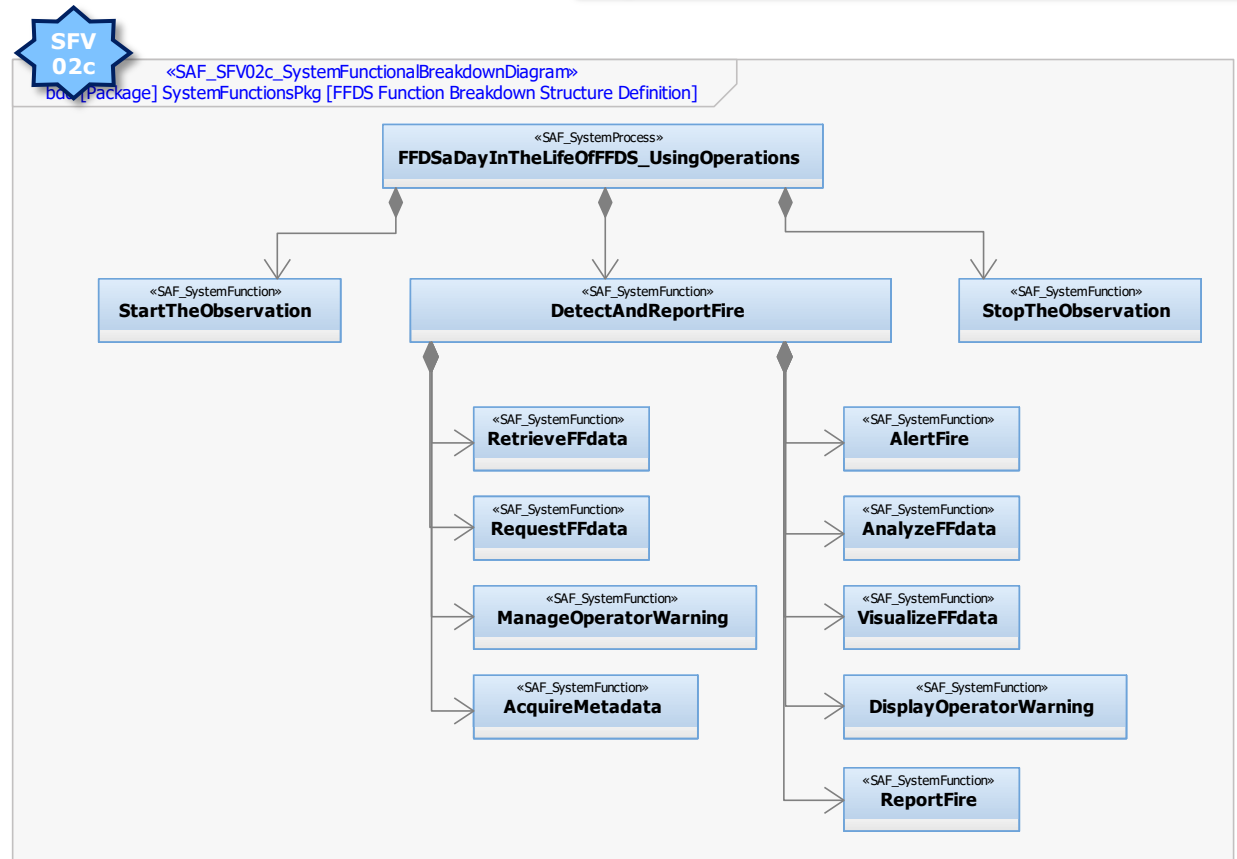 SFV
02c
«SAF_SFV02c_SystemFunctionalBreakdownDiagram»
[Package] SystemFunctionsPkg [FFDS Function Breakdown Structure Definition]
«SAF_SystemProcess»
FFDSaDayInTheLifeOfFFDS_UsingOperations
«SAF_SystemFunction»
StartTheObservation
«SAF_SystemFunction»
DetectAndReportFire
«SAF_SystemFunction»
StopTheObservation
«SAF_SystemFunction»
RetrieveFFdata
«SAF_SystemFunction»
RequestFFdata
«SAF_SystemFunction»
ManageOperatorWarning
«SAF_SystemFunction»
AcquireMetadata
«SAF_SystemFunction»
AlertFire
«SAF_SystemFunction»
AnalyzeFFdata
«SAF_SystemFunction»
VisualizeFFdata
«SAF_SystemFunction»
DisplayOperatorWarning
«SAF_SystemFunction»
ReportFire